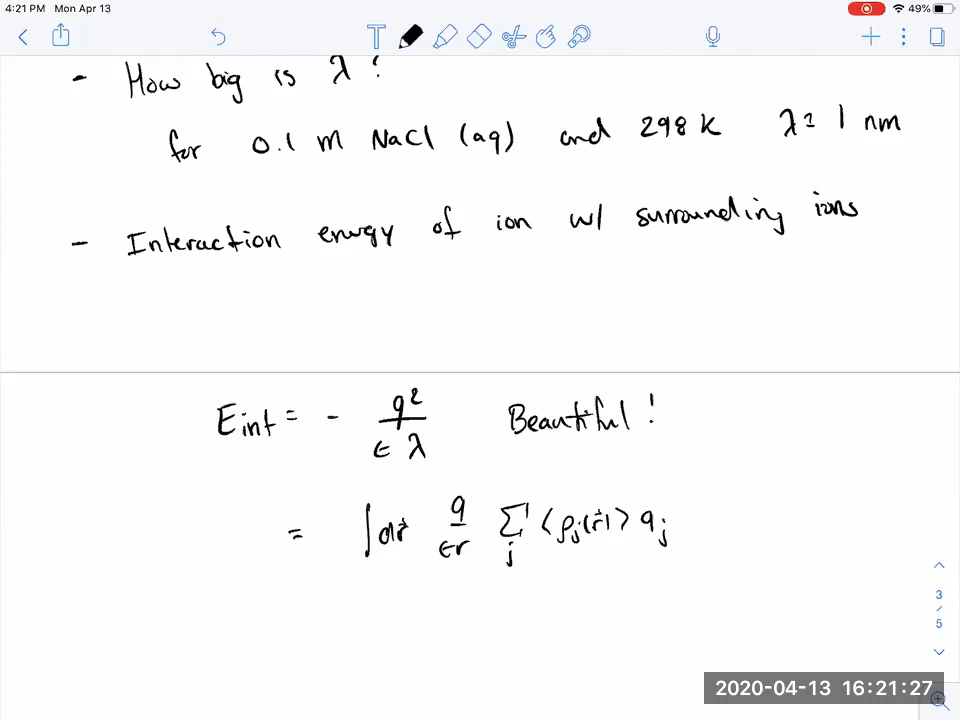 4:21 PM Mon Apr 13
49%
- How big is λ?
for 0.1 M NaCl (aq) and 298 K λ = 1 nm
- Interaction energy of ion w/ surrounding ions
E int = - q² / ∈ λ Beautiful!
= ∫ dr⃗ q / ∈r ∑ j ⟨ρj(r⃗)⟩ qj
3
/
5
2020-04-13 16:21:27